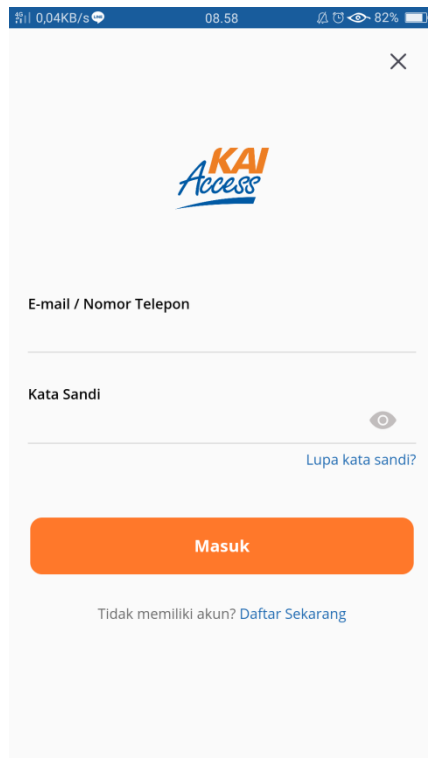 0,04KB/s 08.58 82%
KAI
Access
E-mail / Nomor Telepon
Kata Sandi
Lupa kata sandi?
Masuk
Tidak memiliki akun? Daftar Sekarang